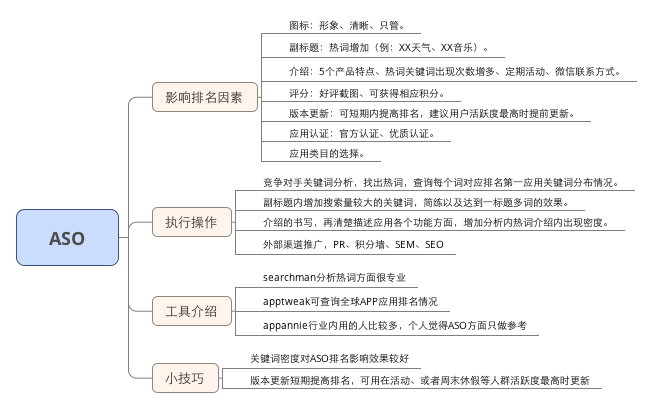 ASO
影响排名因素
图标：形象、清晰、只管。
副标题：热词增加（例：XX天气、XX音乐）。
介绍：5个产品特点、热词关键词出现次数增多、定期活动、微信联系方式。
评分：好评截图、可获得相应积分。
版本更新：可短期内提高排名，建议用户活跃度最高时提前更新。
应用认证：官方认证、优质认证。
应用类目的选择。
执行操作
竞争对手关键词分析，找出热词，查询每个词对应排名第一应用关键词分布情况。
副标题内增加搜索量较大的关键词，简练以及达到一标题多词的效果。
介绍的书写，再清楚描述应用各个功能方面，增加分析内热词介绍内出现密度。
外部渠道推广，PR、积分墙、SEM、SEO
工具介绍
searchman分析热词方面很专业
apptweak可查询全球APP应用排名情况
appannie行业内用的人比较多，个人觉得ASO方面只做参考
小技巧
关键词密度对ASO排名影响效果较好
版本更新短期提高排名，可用在活动、或者周末休假等人群活跃度最高时更新